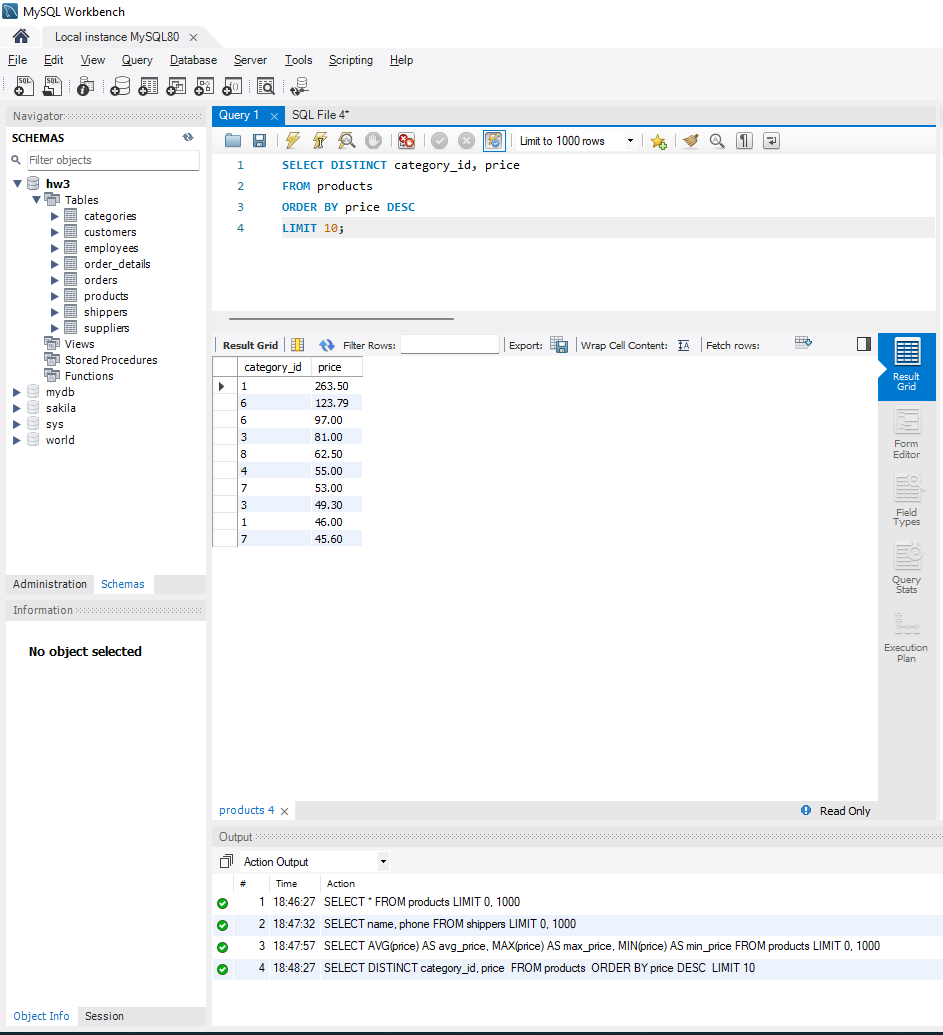 MySQL Workbench
Local instance MySQL80
File Edit View Query Database Server Tools Scripting Help
Navigator
SCHEMAS
Filter objects
hw3
Tables
categories
customers
employees
order_details
orders
products
shippers
suppliers
Views
Stored Procedures
Functions
mydb
sakila
sys
world
Administration Schemas
Information
No object selected
Object Info Session
Query 1 SQL File 4*
Limit to 1000 rows
1 SELECT DISTINCT category_id, price
2 FROM products
3 ORDER BY price DESC
4 LIMIT 10;
Result Grid Filter Rows: Export: Wrap Cell Content: Fetch rows:
category_id price
1 263.50
6 123.79
6 97.00
3 81.00
8 62.50
4 55.00
7 53.00
3 49.30
1 46.00
7 45.60
Result
Grid
Form
Editor
Field
Types
Query
Stats
Execution
Plan
products 4 Read Only
Output
Action Output
# Time Action
1 18:46:27 SELECT * FROM products LIMIT 0, 1000
2 18:47:32 SELECT name, phone FROM shippers LIMIT 0, 1000
3 18:47:57 SELECT AVG(price) AS avg_price, MAX(price) AS max_price, MIN(price) AS min_price FROM products LIMIT 0, 1000
4 18:48:27 SELECT DISTINCT category_id, price FROM products ORDER BY price DESC LIMIT 10